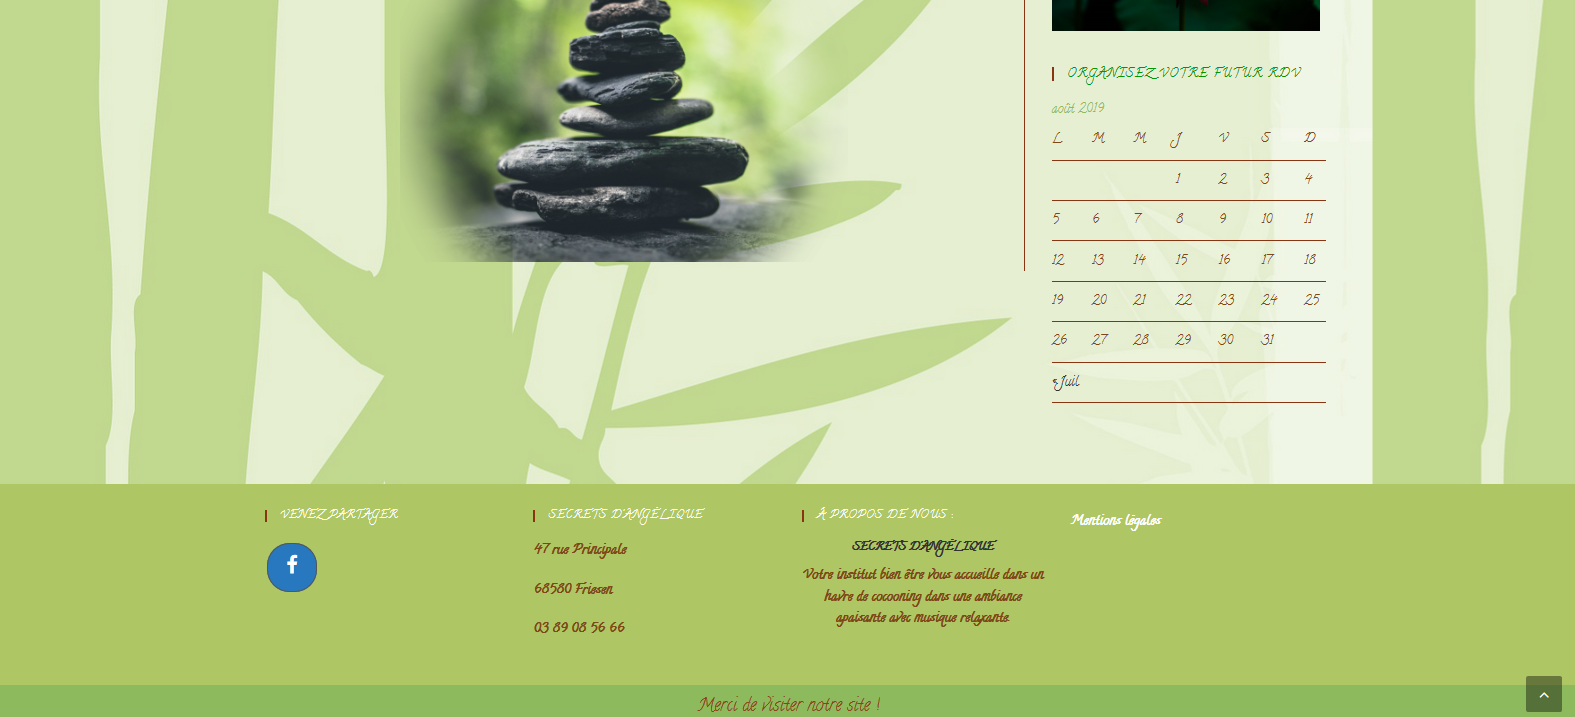 ORGANISEZ VOTRE FUTUR RDV
août 2019
L M M J V S D
1 2 3 4
5 6 7 8 9 10 11
12 13 14 15 16 17 18
19 20 21 22 23 24 25
26 27 28 29 30 31
« Juil
VENEZ PARTAGER
SECRETS D'ANGÈLIQUE
47 rue Principale
68580 Friesen
03 89 08 56 66
À PROPOS DE NOUS :
SECRETS D'ANGÈLIQUE
Votre institut bien être vous accueille dans un
havre de cocooning dans une ambiance
apaisante avec musique relaxante.
Mentions légales
Merci de visiter notre site !